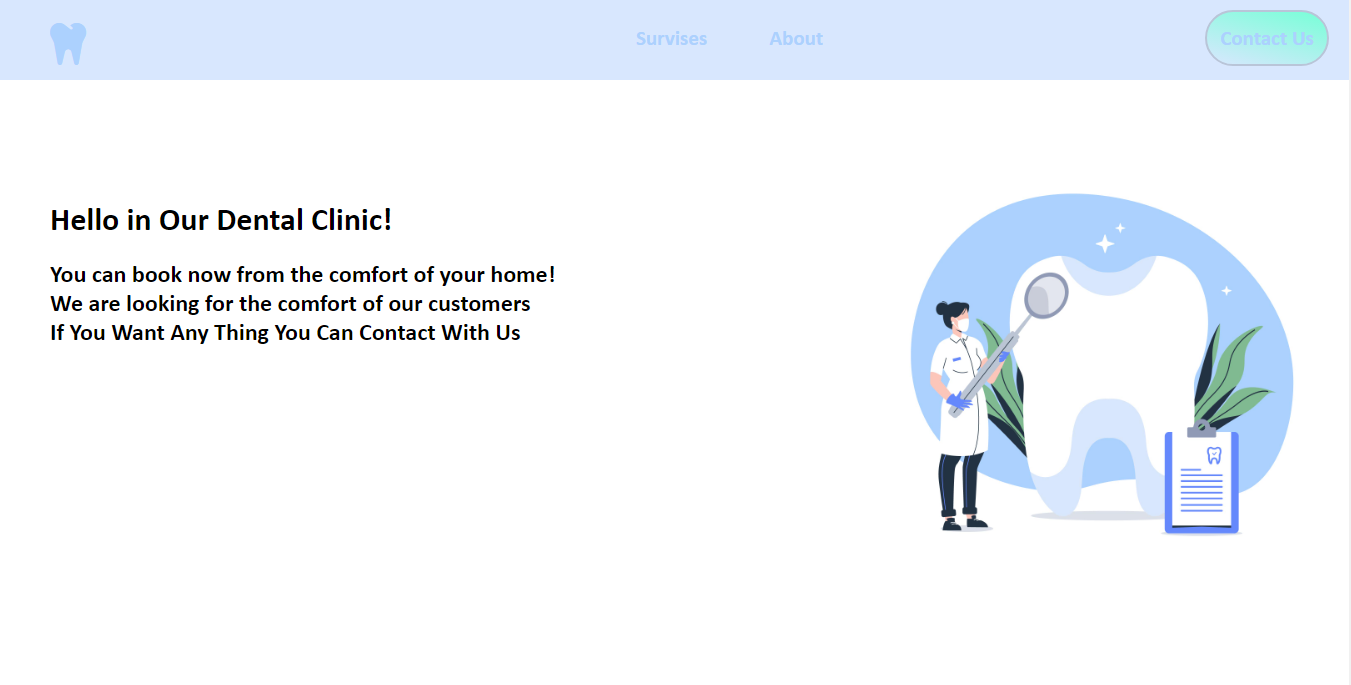 Survises
About
Contact Us
Hello in Our Dental Clinic!
You can book now from the comfort of your home!
We are looking for the comfort of our customers
If You Want Any Thing You Can Contact With Us